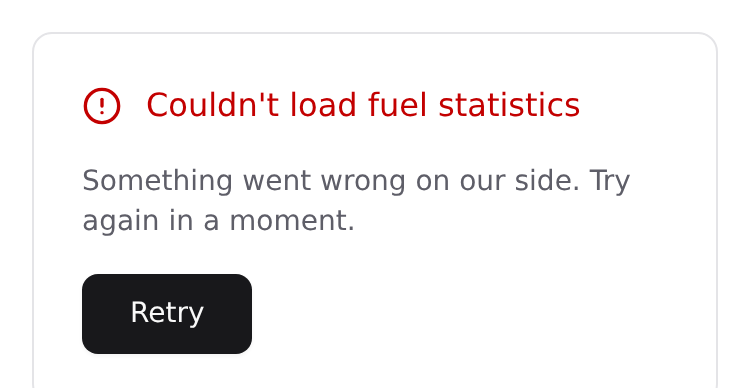 Couldn't load fuel statistics
Something went wrong on our side. Try
again in a moment.
Retry